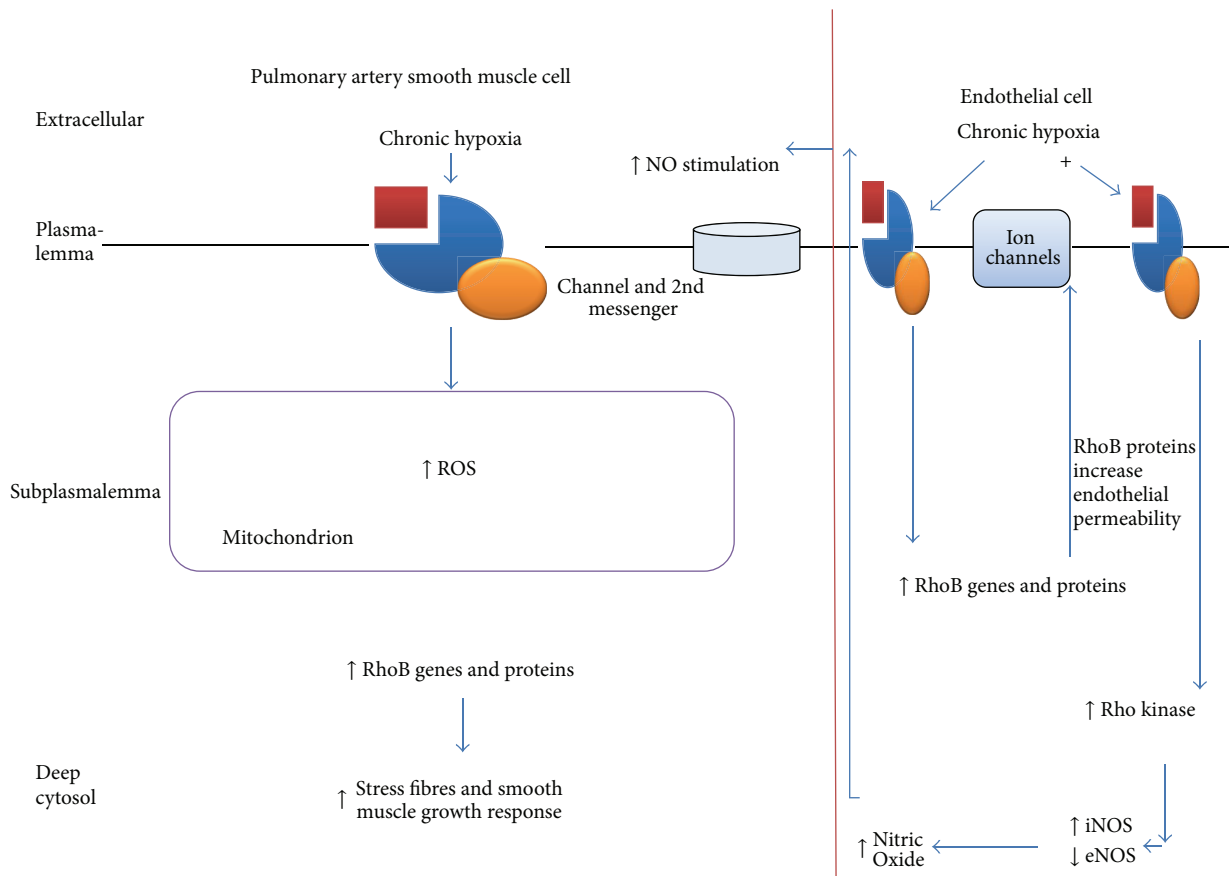 Pulmonary artery smooth muscle cell
Extracellular
Chronic hypoxia
↑ NO stimulation
Plasma-
lemma
Channel and 2nd
messenger
Subplasmalemma
↑ ROS
Mitochondrion
↑ RhoB genes and proteins
Deep
cytosol
↑ Stress fibres and smooth
muscle growth response
Endothelial cell
Chronic hypoxia
+
Ion
channels
RhoB proteins
increase
endothelial
permeability
↑ RhoB genes and proteins
↑ Rho kinase
↑ iNOS
↓ eNOS
↑ Nitric
Oxide